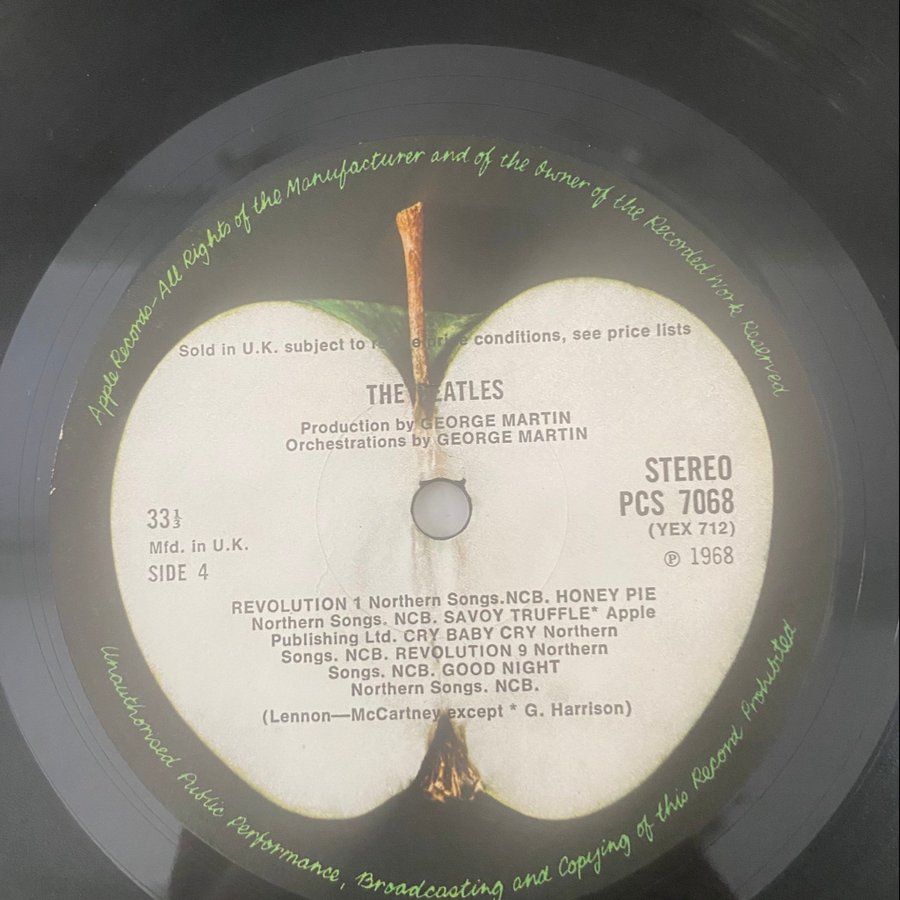 Apple Records-All Rights of the Manufacturer and of the Owner of the Recorded Work Reserved
Sold in U.K. subject to conditions, see price lists
THE BEATLES
Production by GEORGE MARTIN
Orchestrations by GEORGE MARTIN
STEREO
PCS 7068
(YEX 712)
℗ 1968
33⅓
Mfd. in U.K.
SIDE 4
REVOLUTION 1 Northern Songs.NCB. HONEY PIE
Northern Songs. NCB. SAVOY TRUFFLE* Apple
Publishing Ltd. CRY BABY CRY Northern
Songs. NCB. REVOLUTION 9 Northern
Songs. NCB. GOOD NIGHT
Northern Songs. NCB.
(Lennon—McCartney except * G. Harrison)
Unauthorised Public Performance, Broadcasting and Copying of this Record Prohibited